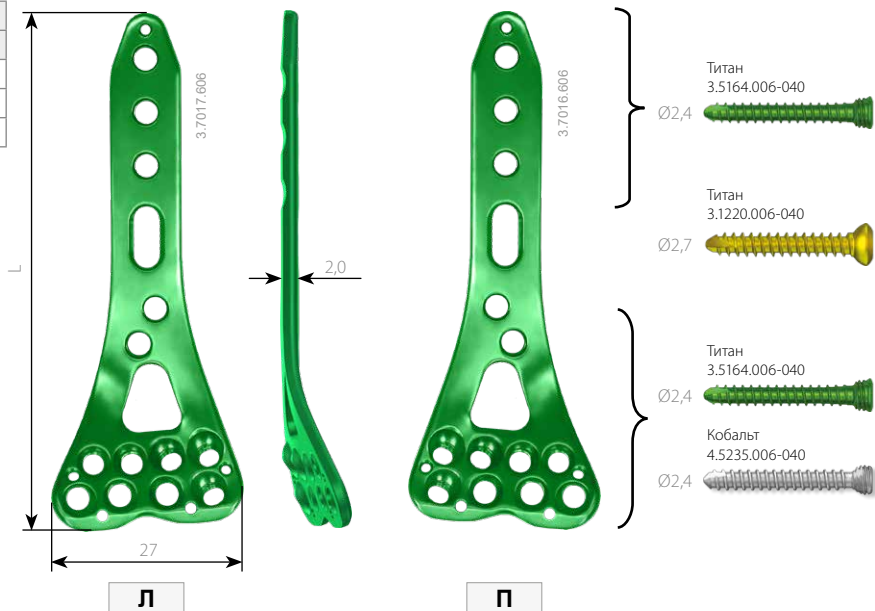 L
3.7017.606
2,0
27
Л
3.7016.606
П
Титан
3.5164.006-040
Ø2,4
Титан
3.1220.006-040
Ø2,7
Титан
3.5164.006-040
Ø2,4
Кобальт
4.5235.006-040
Ø2,4